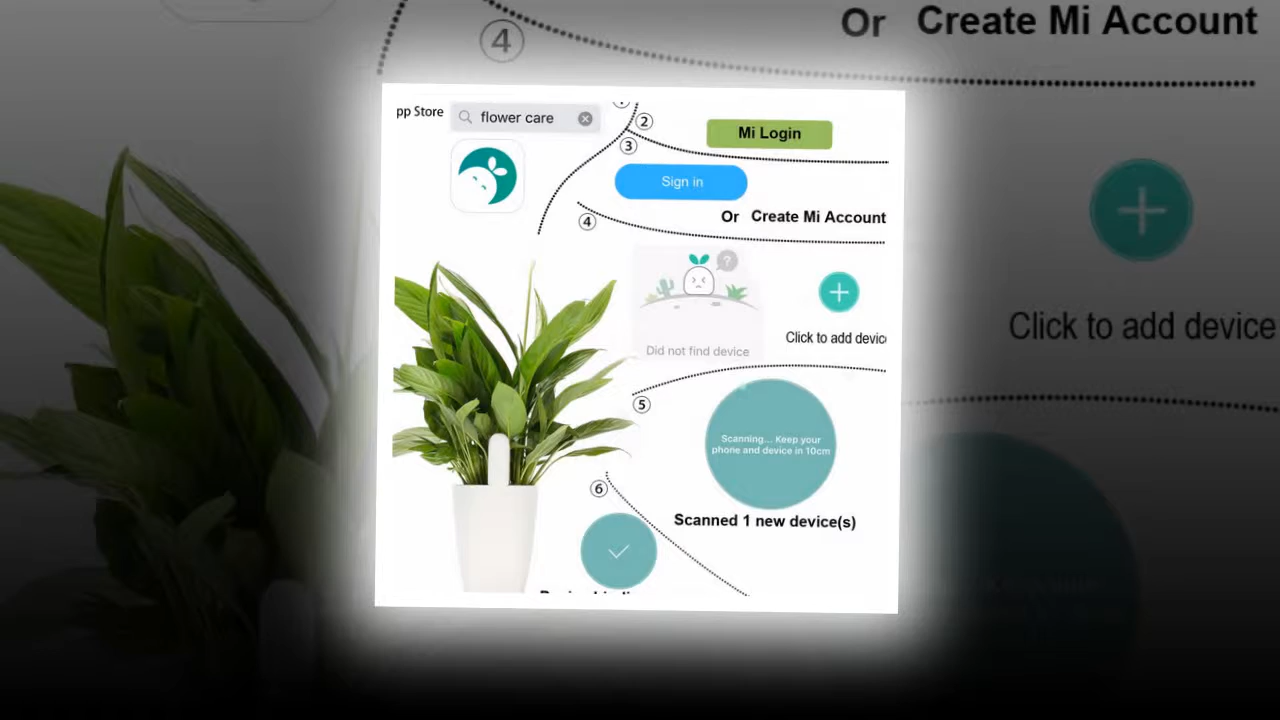 Or Create Mi Account
④
pp Store
flower care
②
Mi Login
③
Sign in
④
Or Create Mi Account
?
Did not find device
Click to add devic
⑤
Scanning... Keep your
phone and device in 10cm
Scanned 1 new device(s)
⑥
Click to add device